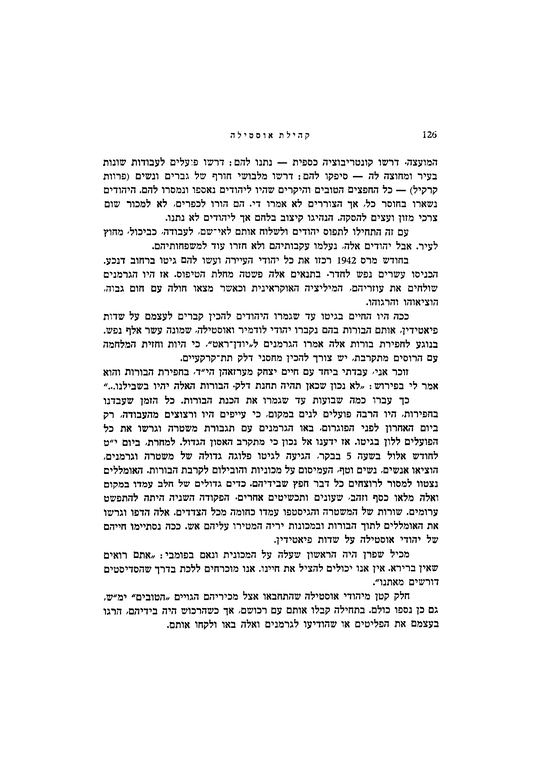 126 קהילת אוסטילה
המועצה. דרשו קונטריבוציה כספית — נתנו להם; דרשו פועלים לעבודות שונות
בעיר ומחוצה לה — סיפקו להם; דרשו מלבושי חורף של גברים ונשים (פרוות
קרקיל) — כל החפצים הטובים והיקרים שהיו ליהודים נאספו ונמסרו להם. היהודים
נשארו בחוסר כל, אך הצוררים לא אמרו די. הם הורו לכפרים, לא למכור שום
צרכי מזון ועצים להסקה. הנהיגו קיצוב בלחם אך ליהודים לא נתנו.
עם זה התחילו לתפוס יהודים ולשלוח אותם לאי־שם, לעבודה, כביכול, מחוץ
לעיר. אבל יהודים אלה, נעלמו עקבותיהם ולא חזרו עוד למשפחותיהם.
בחודש מרס 1942 רכזו את כל יהודי העיירה ועשו להם גיטו ברחוב דנכע.
הכניסו עשרים נפש לחדר. בתנאים אלה פשטה מחלת הטיפוס. אז היו הגרמנים
שולחים את עוזריהם, המיליציה האוקראינית וכאשר מצאו חולה עם חום גבוה,
הוציאוהו והרגוהו.
ככה היו החיים בגיטו עד שגמרו היהודים להכין קברים לעצמם על שדות
פיאטידין, אותם הבורות בהם נקברו יהודי לודמיר ואוסטילה, שמונה עשר אלף נפש.
בנוגע לחפירת בורות אלה אמרו הגרמנים ל„יודן־ראט", כי היות וחזית המלחמה
עם הרוסים מתקרבת, יש צורך להכין מחסני דלק תת־קרקעיים.
זוכר אני, עבדתי ביחד עם חיים יצחק מערזאהן הי"ד, בחפירת הבורות והוא
אמר לי בפירוש: „לא נכון שכאן תהיה תחנת דלק. הבורות האלה יהיו בשבילנו..."
כך עברו כמה שבועות עד שגמרו את הכנת הבורות. כל הזמן שעבדנו
בחפירות, היו הרבה פועלים לנים במקום, כי עייפים היו ורצוצים מהעבודה, רק
ביום האחרון לפני הפוגרום, באו הגרמנים עם תגבורת משטרה וגרשו את כל
הפועלים ללון בגיטו. אז ידענו אל נכון כי מתקרב האסון הגדול. למחרת, ביום י"ט
לחודש אלול בשעה 5 בבקר, הגיעה לגיטו פלוגה גדולה של משטרה וגרמנים,
הוציאו אנשים, נשים וטף, העמיסום על מכוניות והובילום לקרבת הבורות. האומללים
נצטוו למסור לרוצחים כל דבר חפץ שבידיהם. כדים גדולים של חלב עמדו במקום
ואלה מלאו כסף וזהב, שעונים ותכשיטים אחרים. הפקודה השניה היתה להתפשט
ערומים. שורות של המשטרה והגיסטפו עמדו כחומה מכל הצדדים. אלה הדפו וגרשו
את האומללים לתוך הבורות ובמכונות יריה המטירו עליהם אש. ככה נסתיימו חייהם
של יהודי אוסטילה על שדות פיאטידין.
מכיל שפרן היה הראשון שעלה על המכונית ונאם בפומבי: „אתם רואים
שאין ברירא. אין אנו יכולים להציל את חיינו. אנו מוכרחים ללכת בדרך שהסדיסטים
דורשים מאתנו".
חלק קטן מיהודי אוסטילה שהתחבאו אצל מכיריהם הגויים „הטובים" ימ"ש,
גם כן נספו כולם. בתחילה קבלו אותם עם רכושם, אך כשהרכוש היה בידיהם, הרגו
בעצמם את הפליטים או שהודיעו לגרמנים ואלה באו ולקחו אותם.